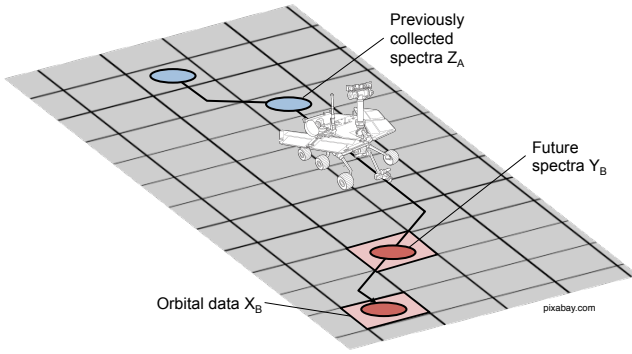 Previously
collected
spectra Z_A
Future
spectra Y_B
Orbital data X_B
pixabay.com